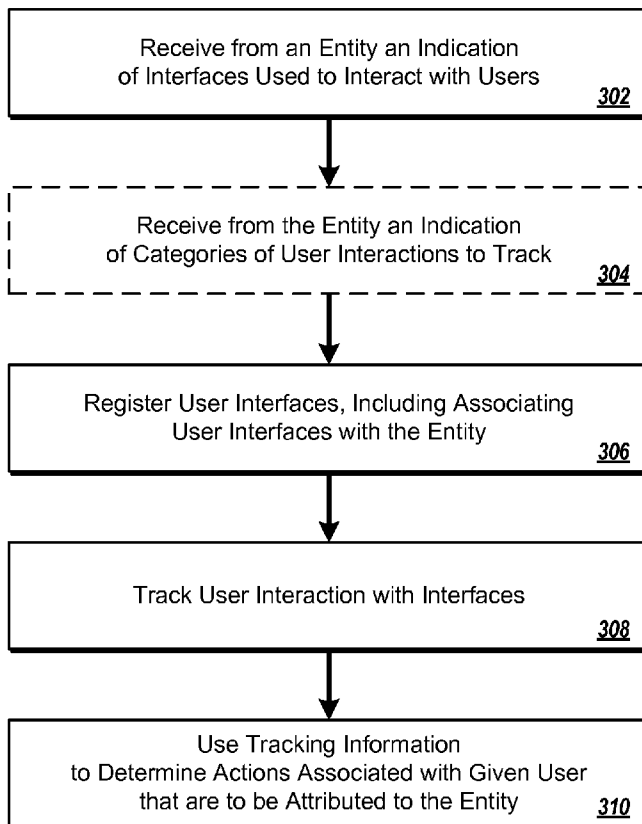 Receive from an Entity an Indication
of Interfaces Used to Interact with Users
302
Receive from the Entity an Indication
of Categories of User Interactions to Track
304
Register User Interfaces, Including Associating
User Interfaces with the Entity
306
Track User Interaction with Interfaces
308
Use Tracking Information
to Determine Actions Associated with Given User
that are to be Attributed to the Entity
310